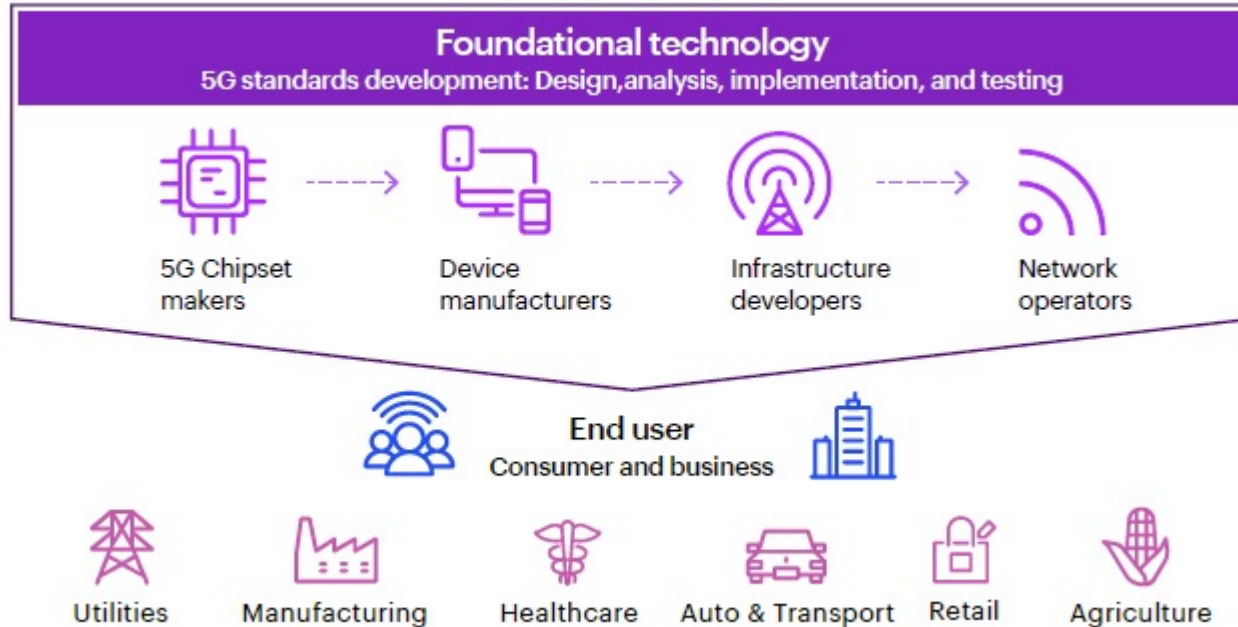 Foundational technology
5G standards development: Design,analysis, implementation, and testing
5G Chipset
makers
Device
manufacturers
Infrastructure
developers
Network
operators
End user
Consumer and business
Utilities
Manufacturing
Healthcare
Auto & Transport
Retail
Agriculture